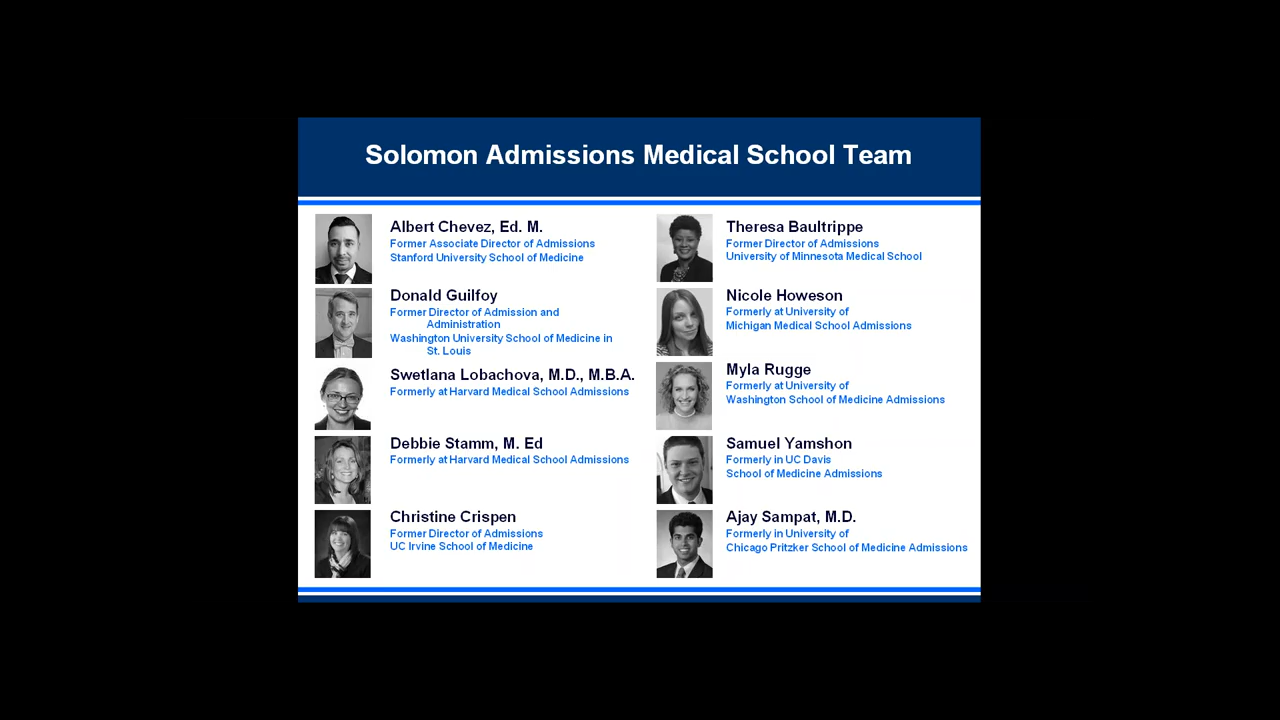 Solomon Admissions Medical School Team
Albert Chevez, Ed. M.
Former Associate Director of Admissions
Stanford University School of Medicine
Donald Guilfoy
Former Director of Admission and
Administration
Washington University School of Medicine in
St. Louis
Swetlana Lobachova, M.D., M.B.A.
Formerly at Harvard Medical School Admissions
Debbie Stamm, M. Ed
Formerly at Harvard Medical School Admissions
Christine Crispen
Former Director of Admissions
UC Irvine School of Medicine
Theresa Baultrippe
Former Director of Admissions
University of Minnesota Medical School
Nicole Howeson
Formerly at University of
Michigan Medical School Admissions
Myla Rugge
Formerly at University of
Washington School of Medicine Admissions
Samuel Yamshon
Formerly in UC Davis
School of Medicine Admissions
Ajay Sampat, M.D.
Formerly in University of
Chicago Pritzker School of Medicine Admissions